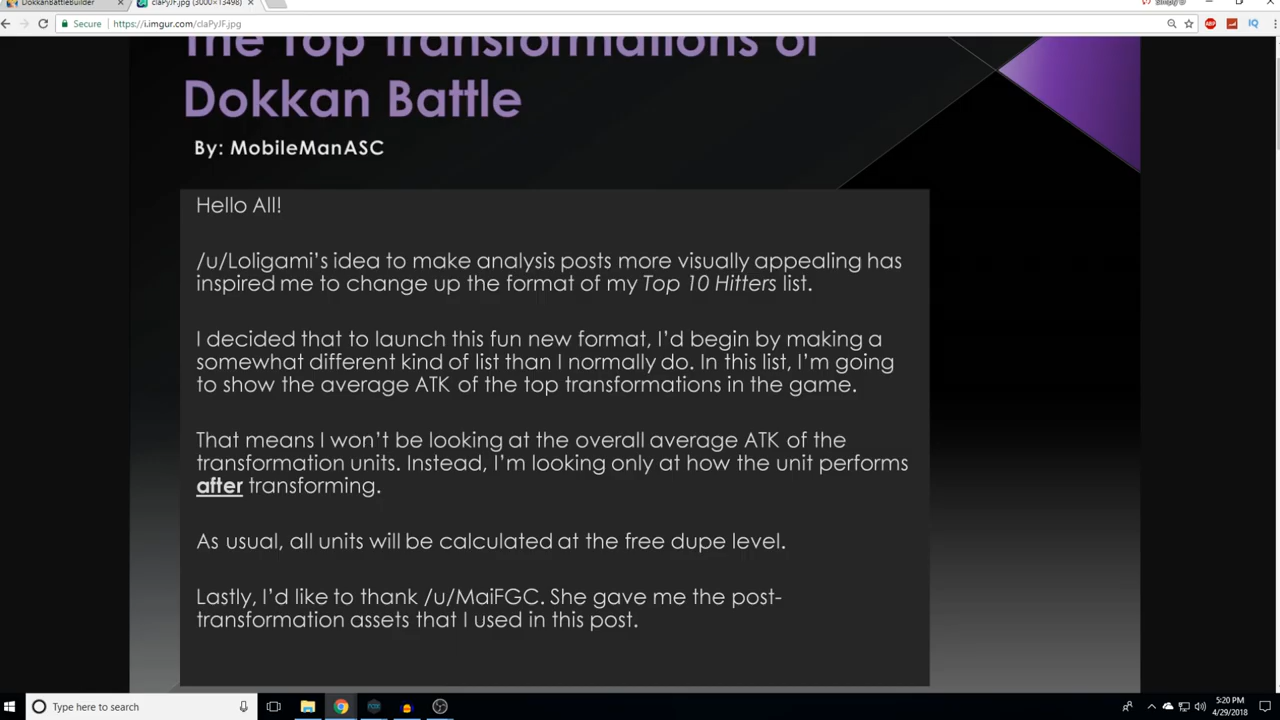 DokkanBattleBuilder
claPyJF.jpg (3000×13498)
Secure
https://i.imgur.com/claPyJF.jpg
ABP
IQ
The Top Transformations of
Dokkan Battle
By: MobileManASC
Hello All!
/u/Loligami's idea to make analysis posts more visually appealing has
inspired me to change up the format of my Top 10 Hitters list.
I decided that to launch this fun new format, I'd begin by making a
somewhat different kind of list than I normally do. In this list, I'm going
to show the average ATK of the top transformations in the game.
That means I won't be looking at the overall average ATK of the
transformation units. Instead, I'm looking only at how the unit performs
after transforming.
As usual, all units will be calculated at the free dupe level.
Lastly, I'd like to thank /u/MaiFGC. She gave me the post-
transformation assets that I used in this post.
Type here to search
5:20 PM
4/29/2018